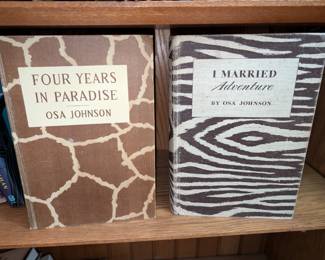 FOUR YEARS
IN PARADISE
OSA JOHNSON
I MARRIED
Adventure
BY OSA JOHNSON